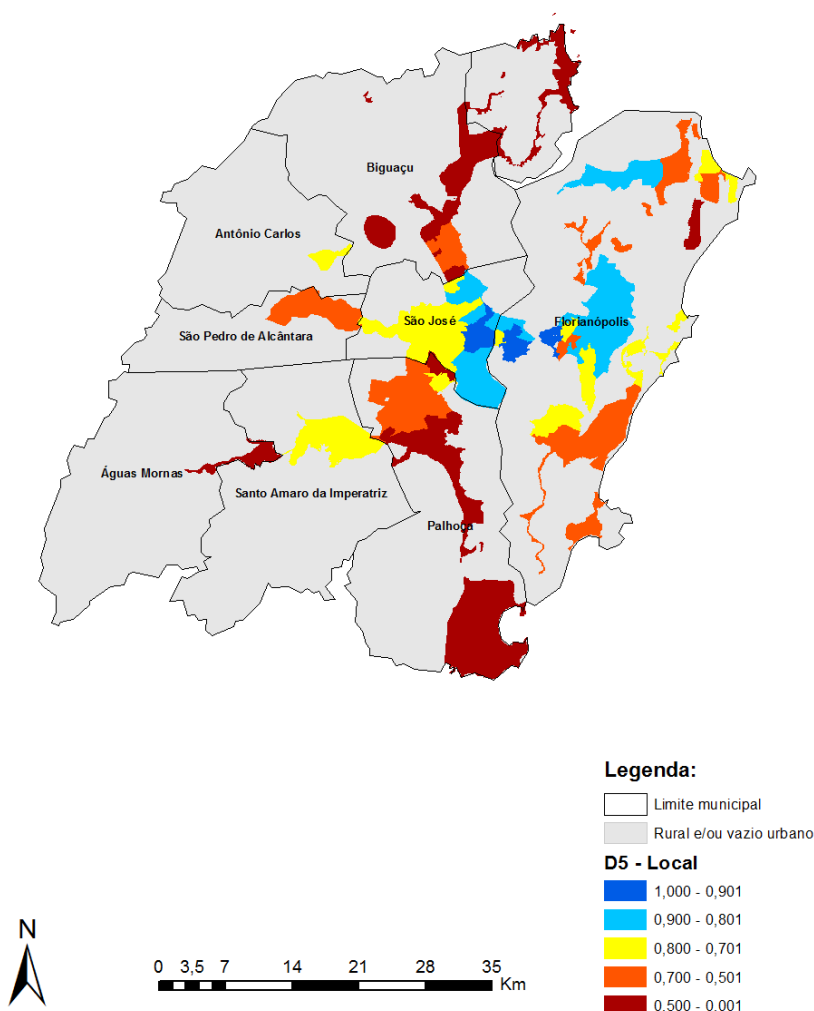 Biguaçu
Antônio Carlos
São José
Florianópolis
São Pedro de Alcântara
Águas Mornas
Santo Amaro da Imperatriz
Palhoça
Legenda:
Limite municipal
Rural e/ou vazio urbano
D5 - Local
1,000 - 0,901
0,900 - 0,801
0,800 - 0,701
0,700 - 0,501
0,500 - 0,001
N
0 3,5 7 14 21 28 35
Km